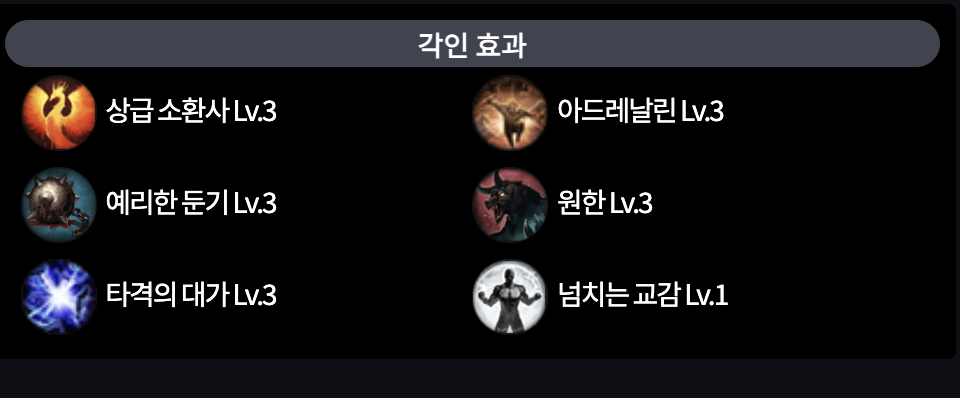 각인 효과
상급 소환사 Lv.3
아드레날린 Lv.3
예리한 둔기 Lv.3
원한 Lv.3
타격의 대가 Lv.3
넘치는 교감 Lv.1